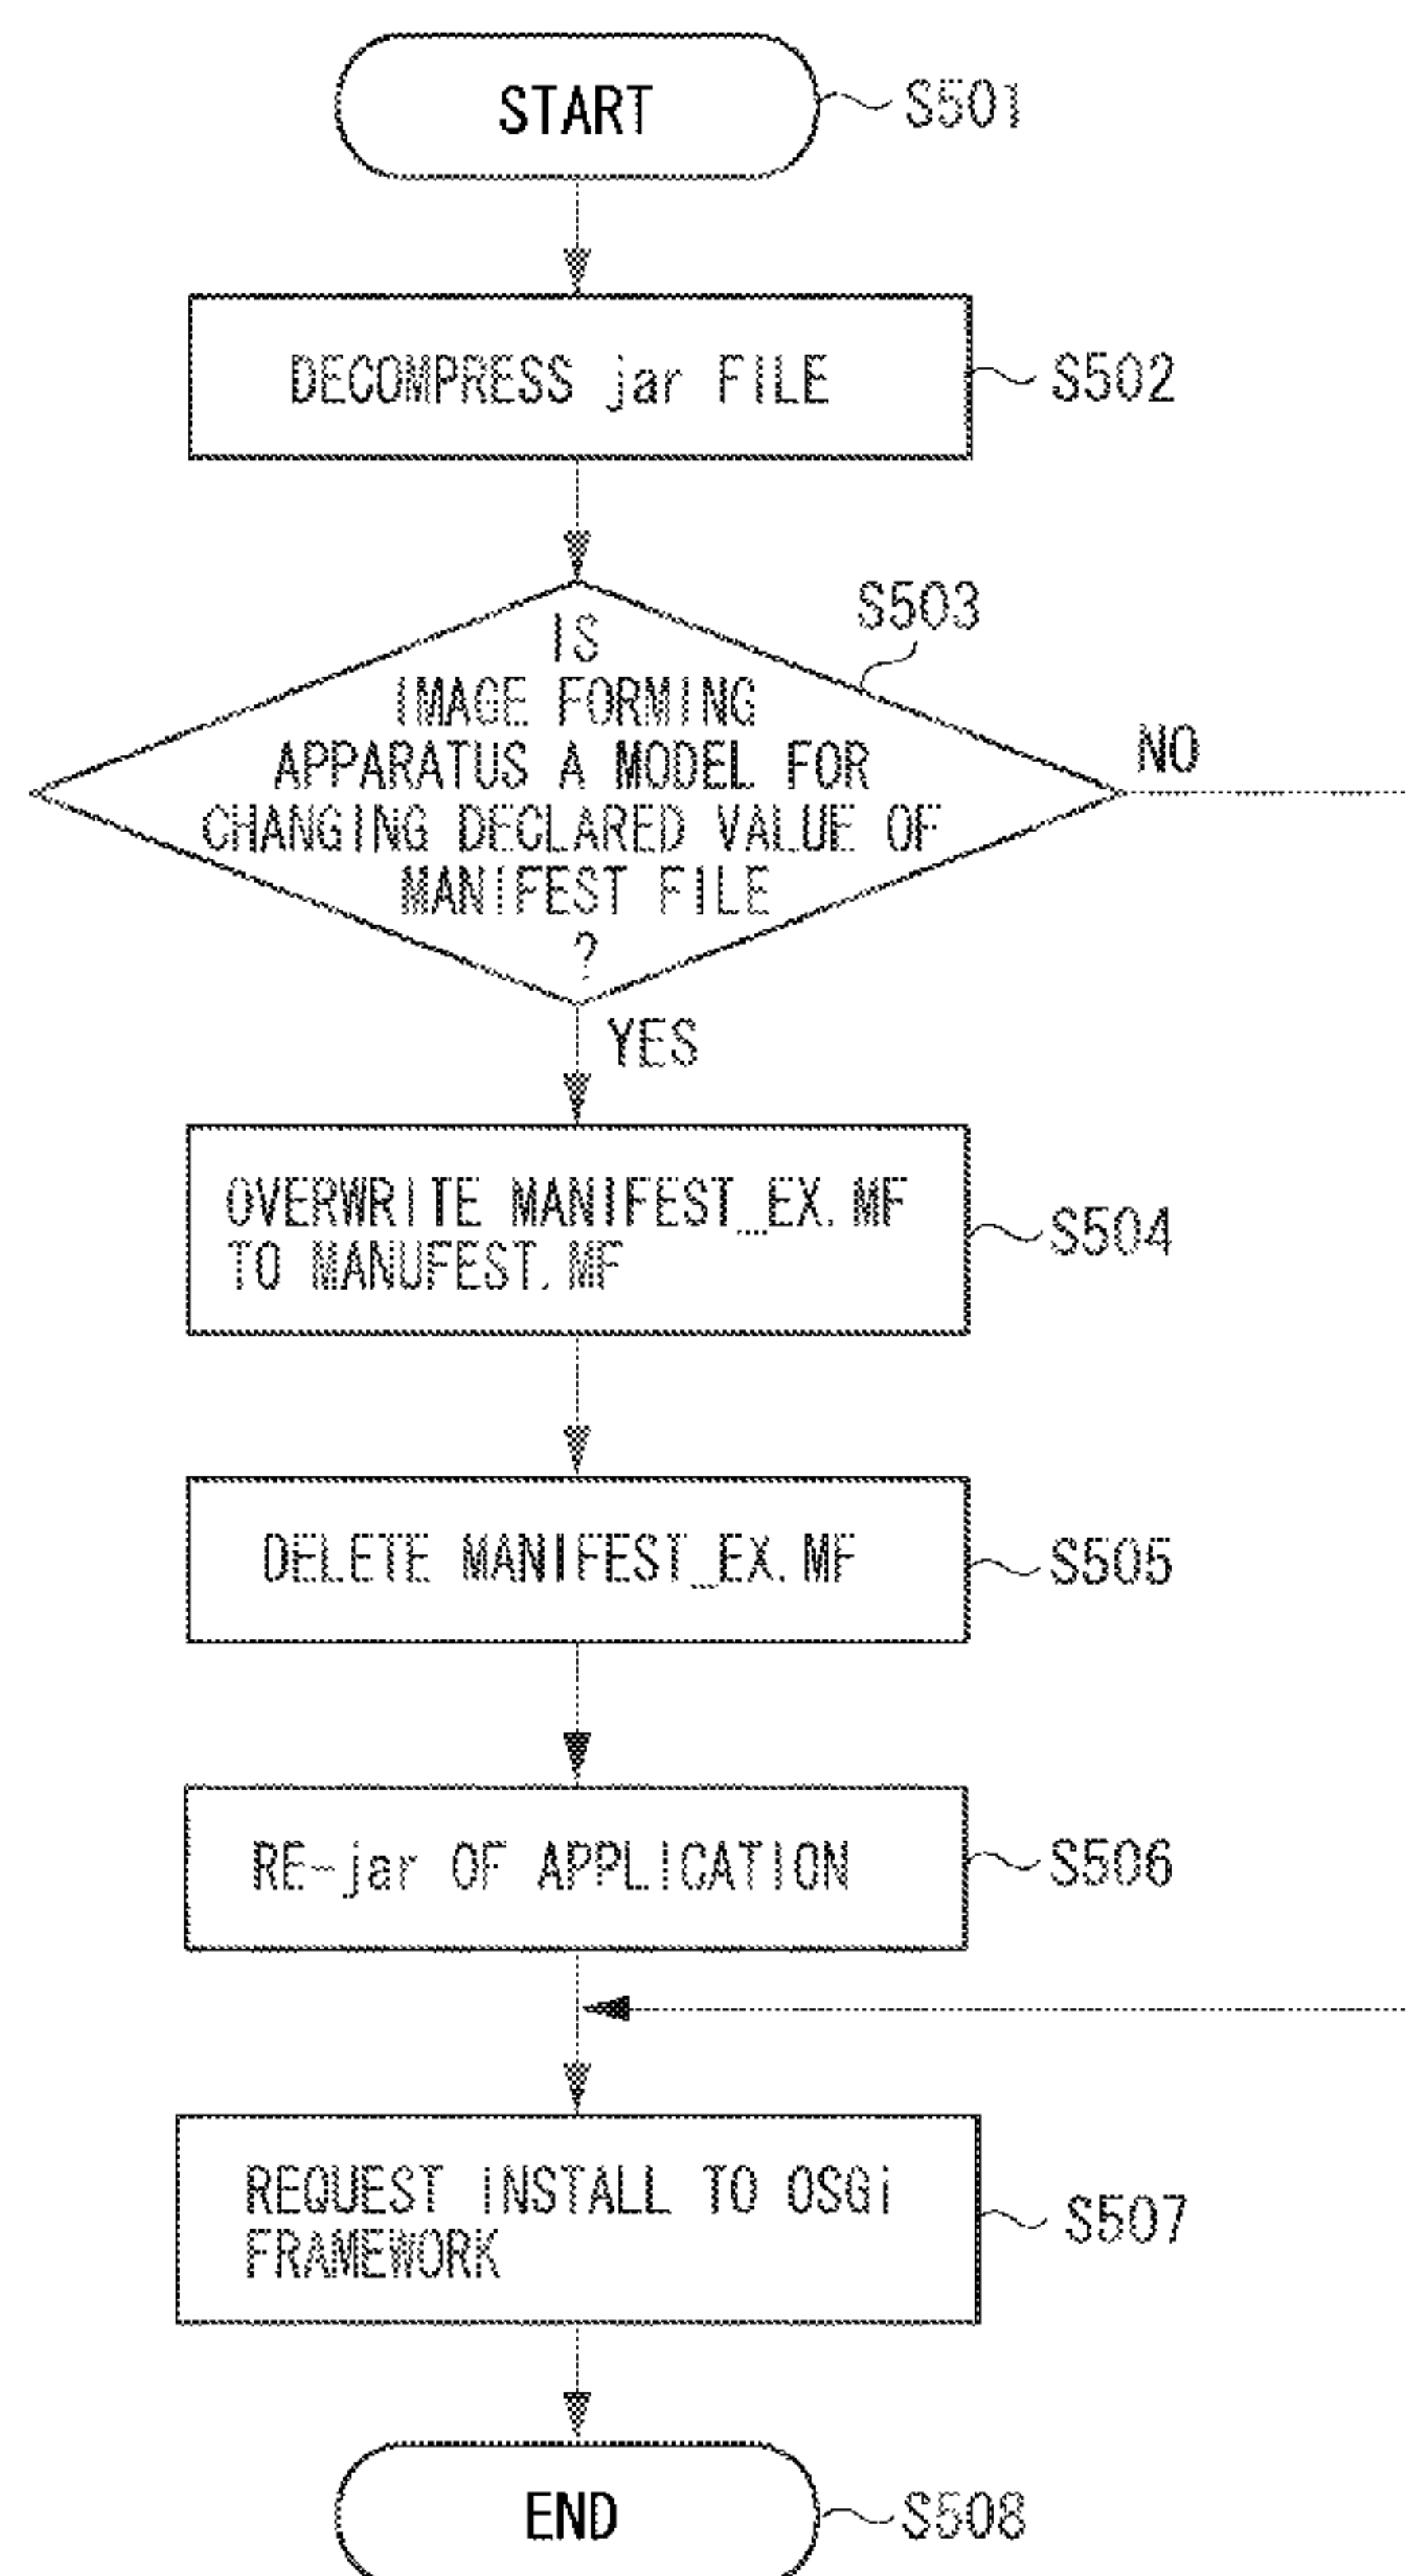 START
S501
DECOMPRESS jar FILE
S502
S503
IS
IMAGE FORMING
APPARATUS A MODEL FOR
CHANGING DECLARED VALUE OF
MANIFEST FILE
?
NO
YES
OVERWRITE MANIFEST_EX.MF
TO MANUFEST.MF
S504
DELETE MANIFEST_EX.MF
S505
RE-jar OF APPLICATION
S506
REQUEST iNSTALL TO OSGi
FRAMEWORK
S507
END
S508